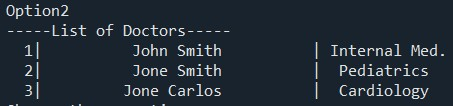 Option2
-----List of Doctors-----
1| John Smith | Internal Med.
2| Jone Smith | Pediatrics
3| Jone Carlos | Cardiology